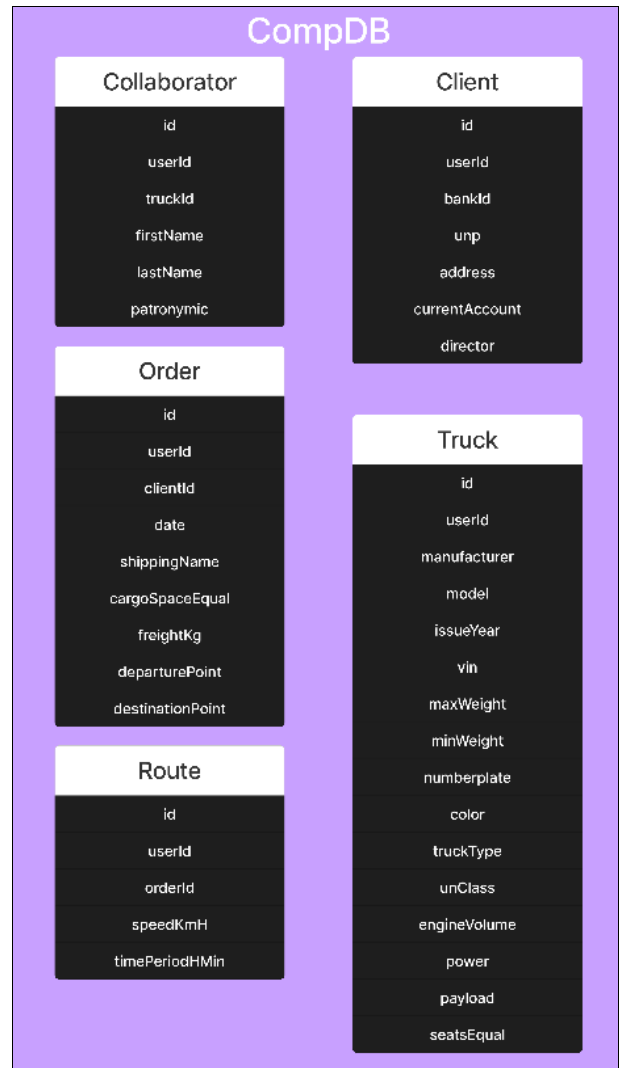 CompDB
Collaborator
id
userId
truckId
firstName
lastName
patronymic
Order
id
userId
clientId
date
shippingName
cargoSpaceEqual
freightKg
departurePoint
destinationPoint
Route
id
userId
orderId
speedKmH
timePeriodHMin
Client
id
userId
bankId
unp
address
currentAccount
director
Truck
id
userId
manufacturer
model
issueYear
vin
maxWeight
minWeight
numberplate
color
truckType
unClass
engineVolume
power
payload
seatsEqual